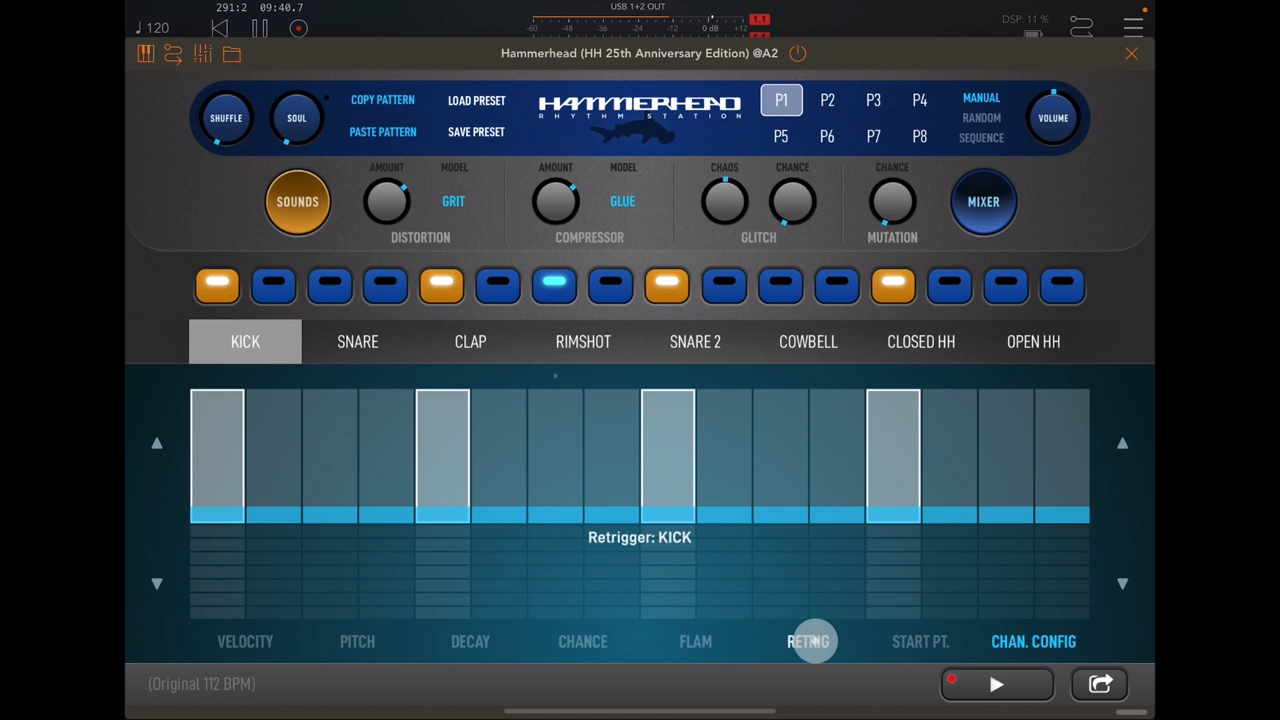 USB 1+2 OUT
291:2 09:40.7
♩ 120
-60 -48 -36 -24 -12 0 dB +12
1.1
1.1
DSP: 11 %
Hammerhead (HH 25th Anniversary Edition) @A2
SHUFFLE SOUL COPY PATTERN LOAD PRESET
PASTE PATTERN SAVE PRESET
HAMMERHEAD
RHYTHM STATION
P1 P2 P3 P4
P5 P6 P7 P8
MANUAL
RANDOM
SEQUENCE
VOLUME
AMOUNT MODEL AMOUNT MODEL CHAOS CHANCE CHANCE
SOUNDS GRIT GLUE MIXER
DISTORTION COMPRESSOR GLITCH MUTATION
KICK SNARE CLAP RIMSHOT SNARE 2 COWBELL CLOSED HH OPEN HH
Retrigger: KICK
VELOCITY PITCH DECAY CHANCE FLAM RETRIG START PT. CHAN. CONFIG
(Original 112 BPM)